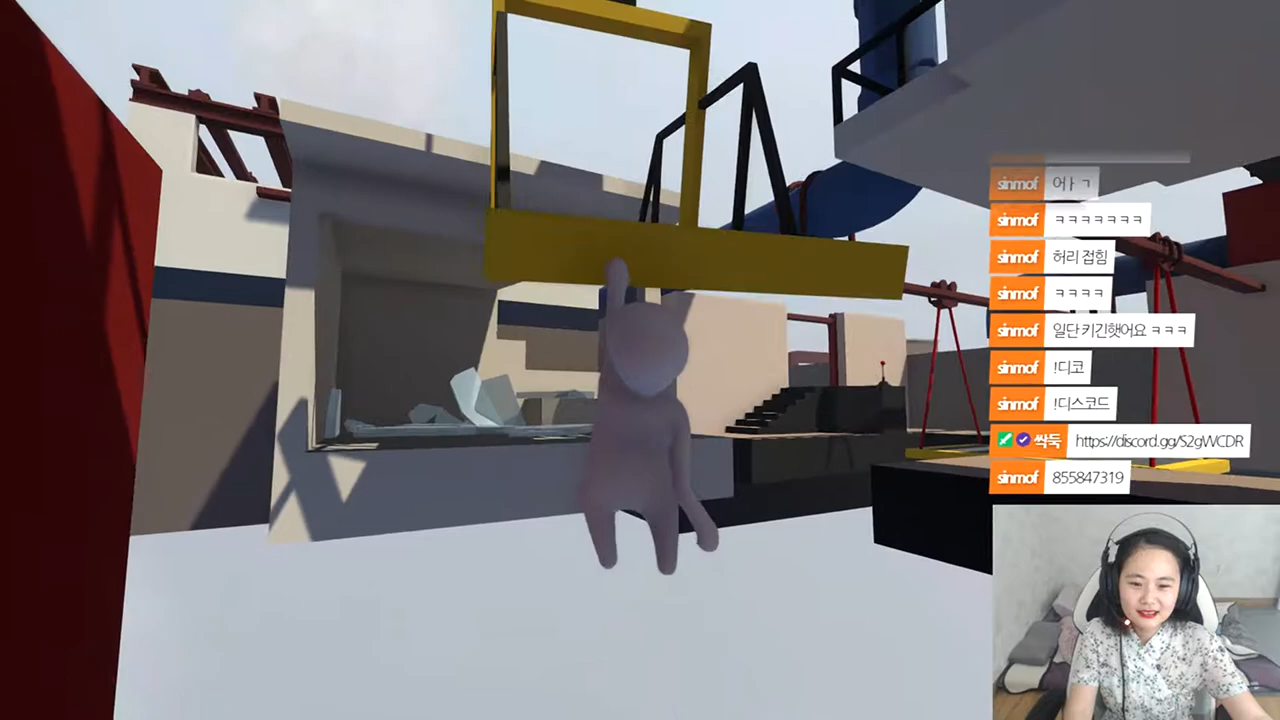 sinmof 어ㅏ ㄱ
sinmof ㅋㅋㅋㅋㅋㅋㅋ
sinmof 허리 접힘
sinmof ㅋㅋㅋㅋ
sinmof 일단 키긴햇어요 ㅋㅋㅋ
sinmof !디코
sinmof !디스코드
싹둑 https://discord.gg/S2gWCDR
sinmof 855847319